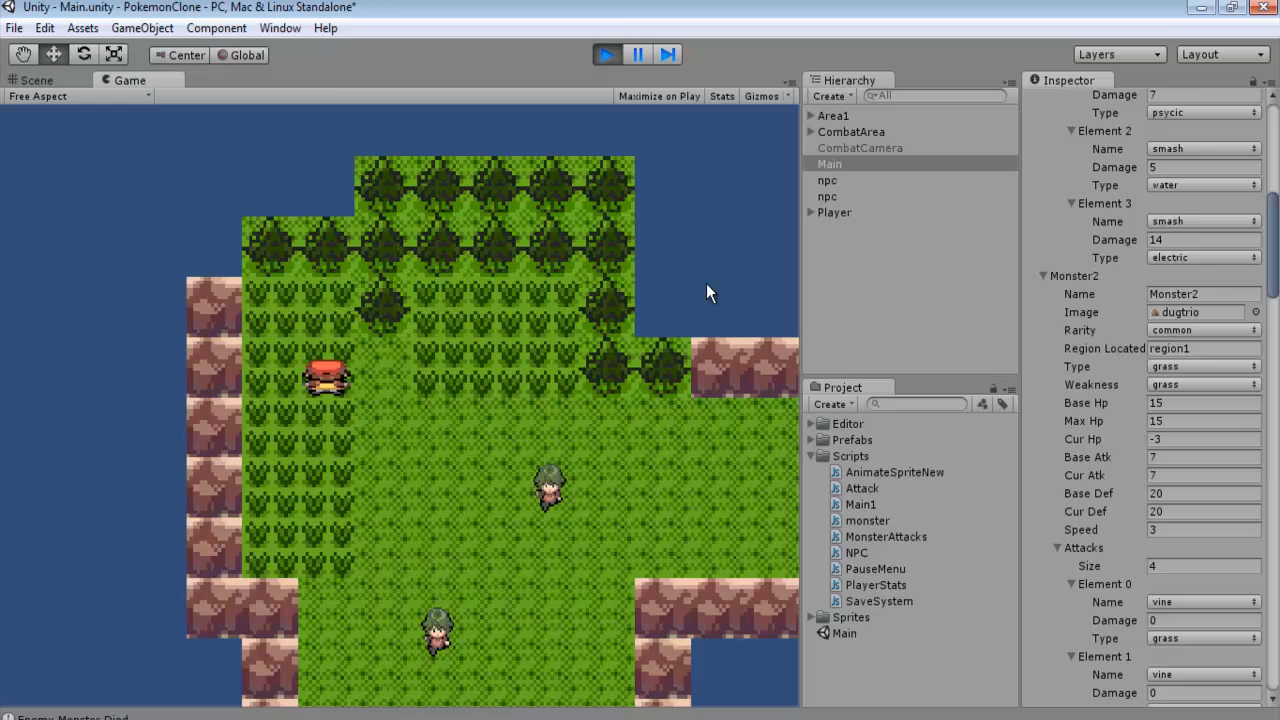 Unity - Main.unity - PokemonClone - PC, Mac & Linux Standalone*
File Edit Assets GameObject Component Window Help
Center Global Layers Layout
Scene Game
Free Aspect Maximize on Play Stats Gizmos
Hierarchy
Create All
Area1
CombatArea
CombatCamera
Main
npc
npc
Player
Project
Create
Editor
Prefabs
Scripts
AnimateSpriteNew
Attack
Main1
monster
MonsterAttacks
NPC
PauseMenu
PlayerStats
SaveSystem
Sprites
Main
Inspector
Damage 7
Type psycic
Element 2
Name smash
Damage 5
Type water
Element 3
Name smash
Damage 14
Type electric
Monster2
Name Monster2
Image dugtrio
Rarity common
Region Located region1
Type grass
Weakness grass
Base Hp 15
Max Hp 15
Cur Hp -3
Base Atk 7
Cur Atk 7
Base Def 20
Cur Def 20
Speed 3
Attacks
Size 4
Element 0
Name vine
Damage 0
Type grass
Element 1
Name vine
Damage 0
Enemy Monster Died